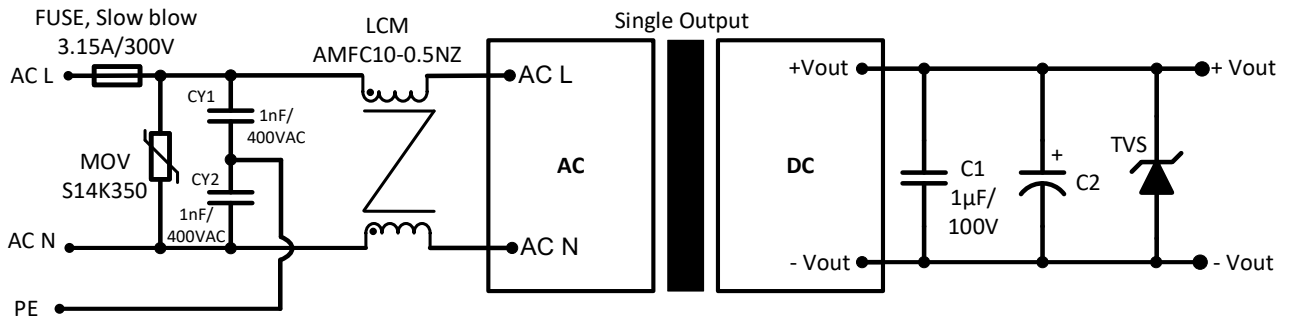 FUSE, Slow blow
3.15A/300V
LCM
AMFC10-0.5NZ
Single Output
AC L
CY1
1nF/
400VAC
AC L
+Vout
+ Vout
MOV
S14K350
CY2
1nF/
400VAC
AC
DC
C1
1µF/
100V
+
C2
TVS
AC N
AC N
- Vout
- Vout
PE